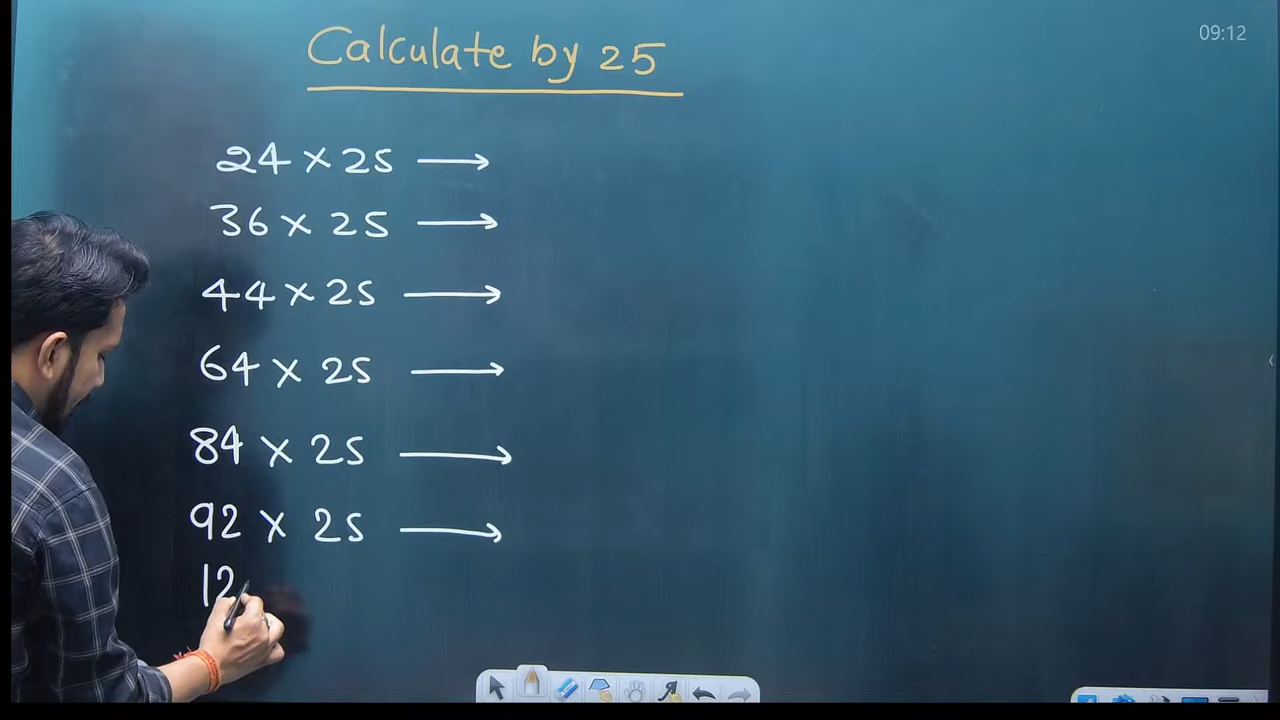 Calculate by 25
09:12
24 × 25 →
36 × 25 →
44 × 25 →
64 × 25 →
84 × 25 →
92 × 25 →
12